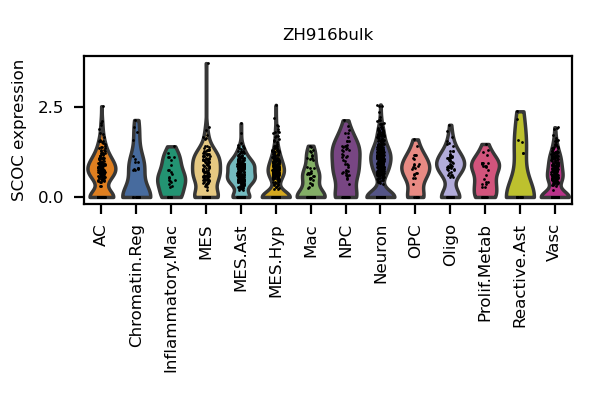 ZH916bulk
SCOC expression
2.5
0.0
AC
Chromatin.Reg
Inflammatory.Mac
MES
MES.Ast
MES.Hyp
Mac
NPC
Neuron
OPC
Oligo
Prolif.Metab
Reactive.Ast
Vasc